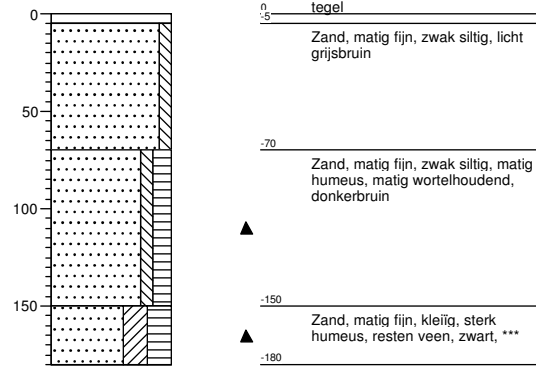 0
0
tegel
-5
Zand, matig fijn, zwak siltig, licht
grijsbruin
50
-70
Zand, matig fijn, zwak siltig, matig
humeus, matig wortelhoudend,
donkerbruin
100
150
-150
Zand, matig fijn, kleiïg, sterk
humeus, resten veen, zwart, ***
-180